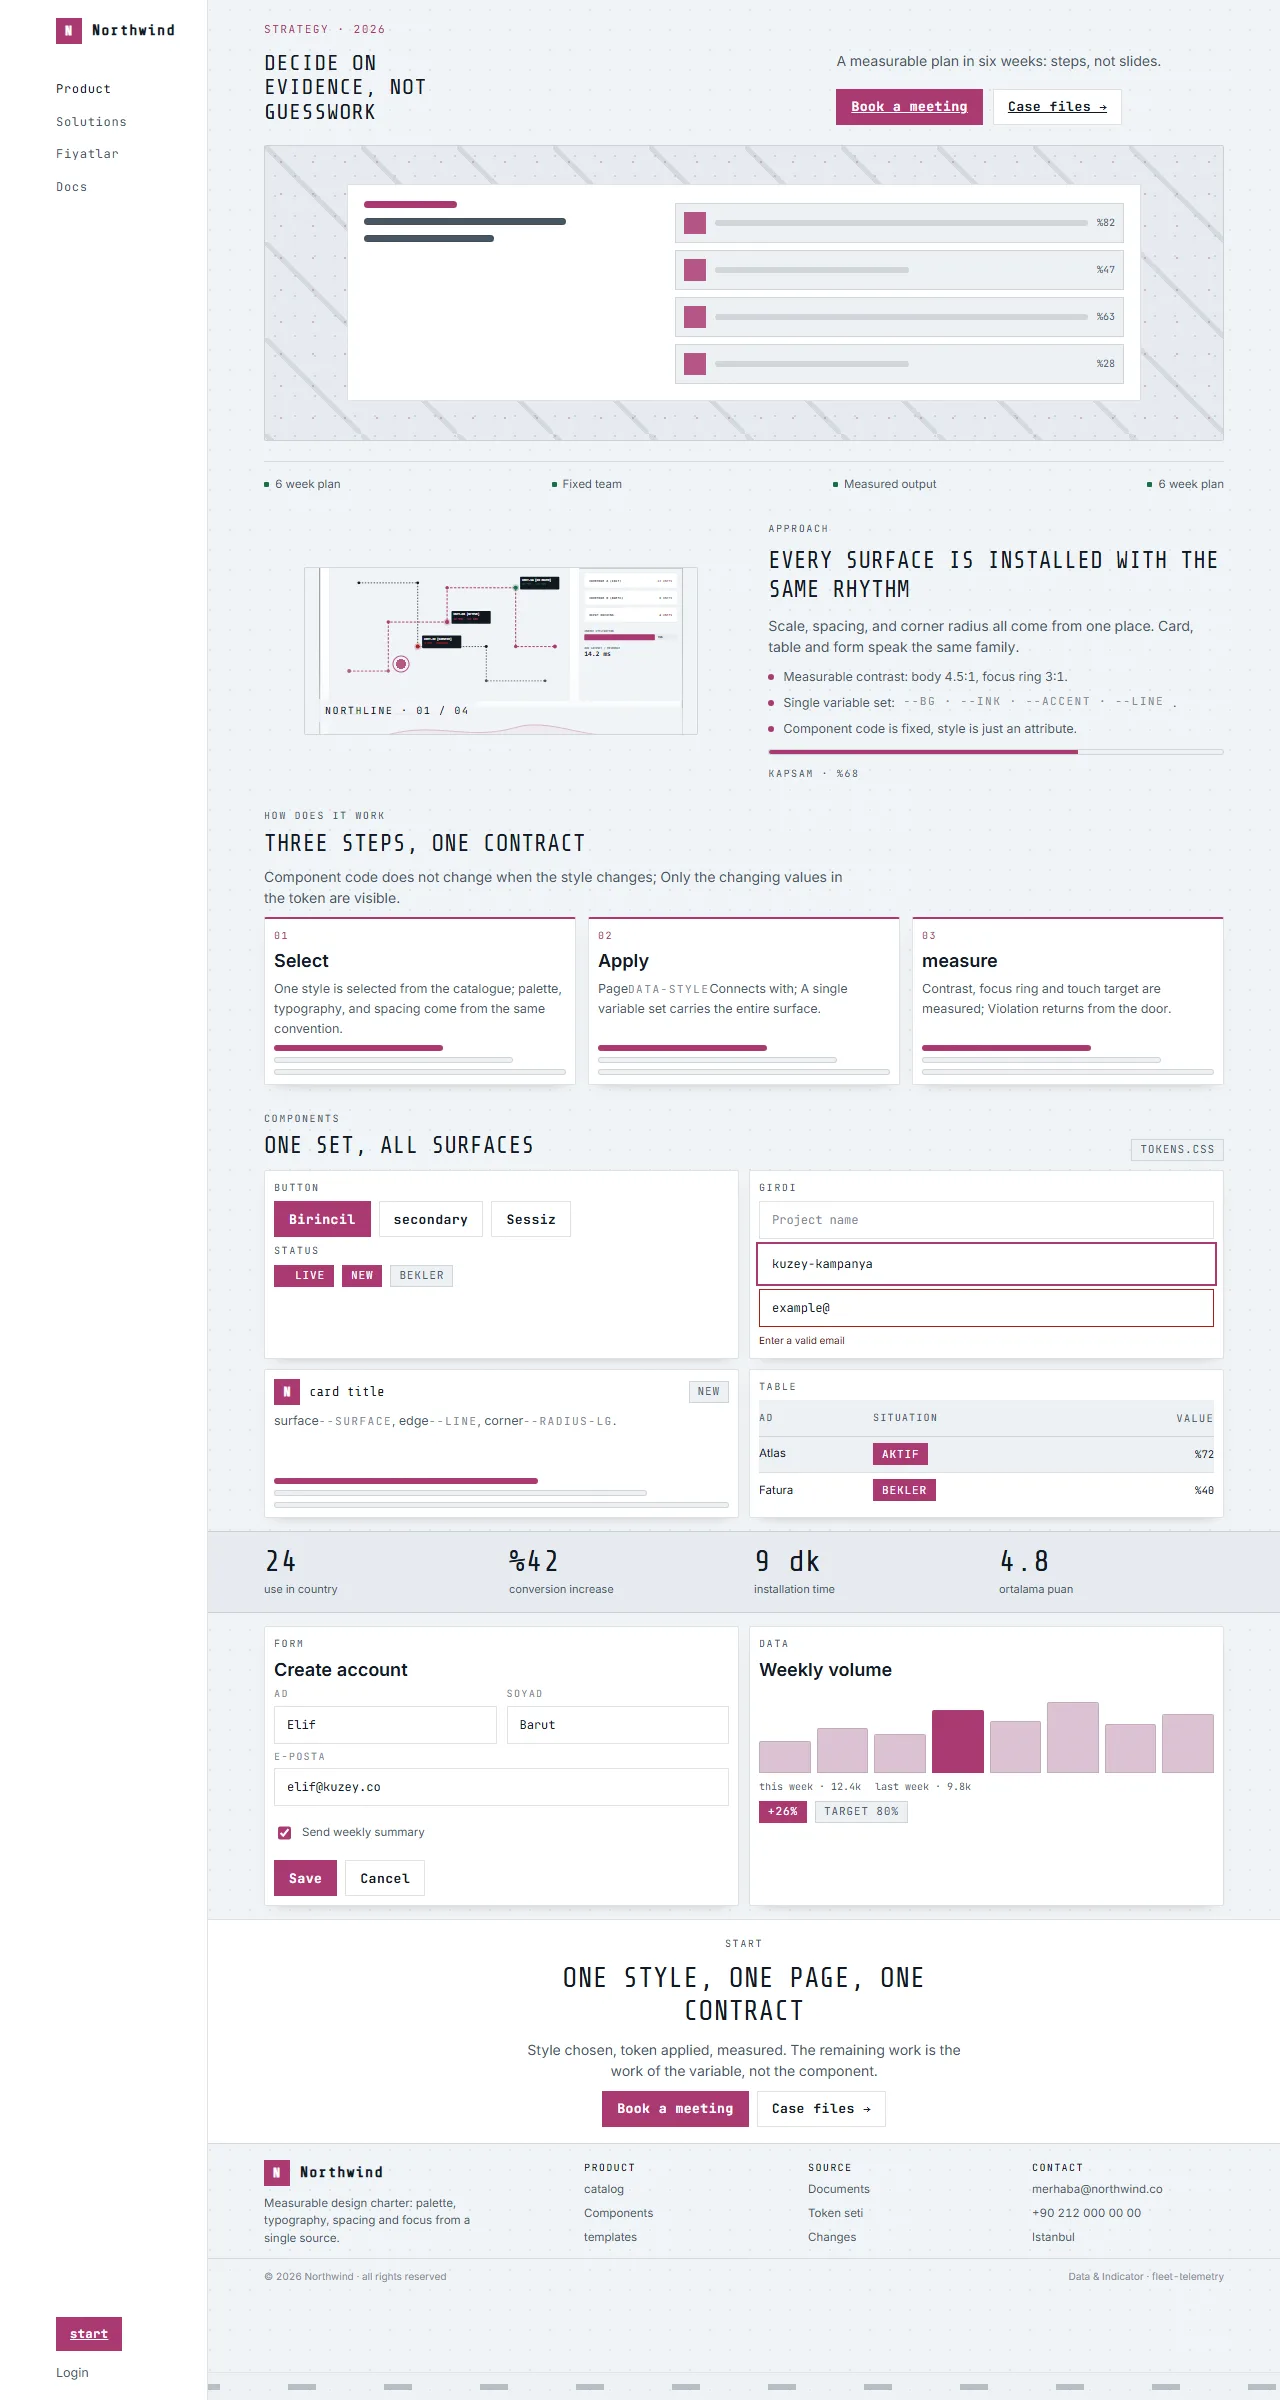 N Northwind
Product
Solutions
Fiyatlar
Docs
STRATEGY · 2026
DECIDE ON
EVIDENCE, NOT
GUESSWORK
A measurable plan in six weeks: steps, not slides.
Book a meeting
Case files →
%82
%47
%63
%28
6 week plan
Fixed team
Measured output
6 week plan
14.2 ms
NORTHLINE · 01 / 04
APPROACH
EVERY SURFACE IS INSTALLED WITH THE
SAME RHYTHM
Scale, spacing, and corner radius all come from one place. Card,
table and form speak the same family.
Measurable contrast: body 4.5:1, focus ring 3:1.
Single variable set: --BG · --INK · --ACCENT · --LINE .
Component code is fixed, style is just an attribute.
KAPSAM · %68
HOW DOES IT WORK
THREE STEPS, ONE CONTRACT
Component code does not change when the style changes; Only the changing values in
the token are visible.
01
Select
One style is selected from the catalogue; palette,
typography, and spacing come from the same
convention.
02
Apply
PageDATA-STYLEConnects with; A single
variable set carries the entire surface.
03
measure
Contrast, focus ring and touch target are
measured; Violation returns from the door.
COMPONENTS
ONE SET, ALL SURFACES
TOKENS.CSS
BUTTON
Birincil
secondary
Sessiz
STATUS
LIVE
NEW
BEKLER
GIRDI
Project name
kuzey-kampanya
example@
Enter a valid email
N card title
NEW
surface--SURFACE, edge--LINE, corner--RADIUS-LG.
TABLE
AD SITUATION VALUE
Atlas AKTIF %72
Fatura BEKLER %40
24
use in country
%42
conversion increase
9 dk
installation time
4.8
ortalama puan
FORM
Create account
AD
SOYAD
Elif
Barut
E-POSTA
elif@kuzey.co
Send weekly summary
Save
Cancel
DATA
Weekly volume
this week · 12.4k last week · 9.8k
+26%
TARGET 80%
START
ONE STYLE, ONE PAGE, ONE
CONTRACT
Style chosen, token applied, measured. The remaining work is the
work of the variable, not the component.
Book a meeting
Case files →
N Northwind
Measurable design charter: palette,
typography, spacing and focus from a
single source.
PRODUCT
catalog
Components
templates
SOURCE
Documents
Token seti
Changes
CONTACT
merhaba@northwind.co
+90 212 000 00 00
Istanbul
© 2026 Northwind · all rights reserved
Data & Indicator · fleet-telemetry
start
Login